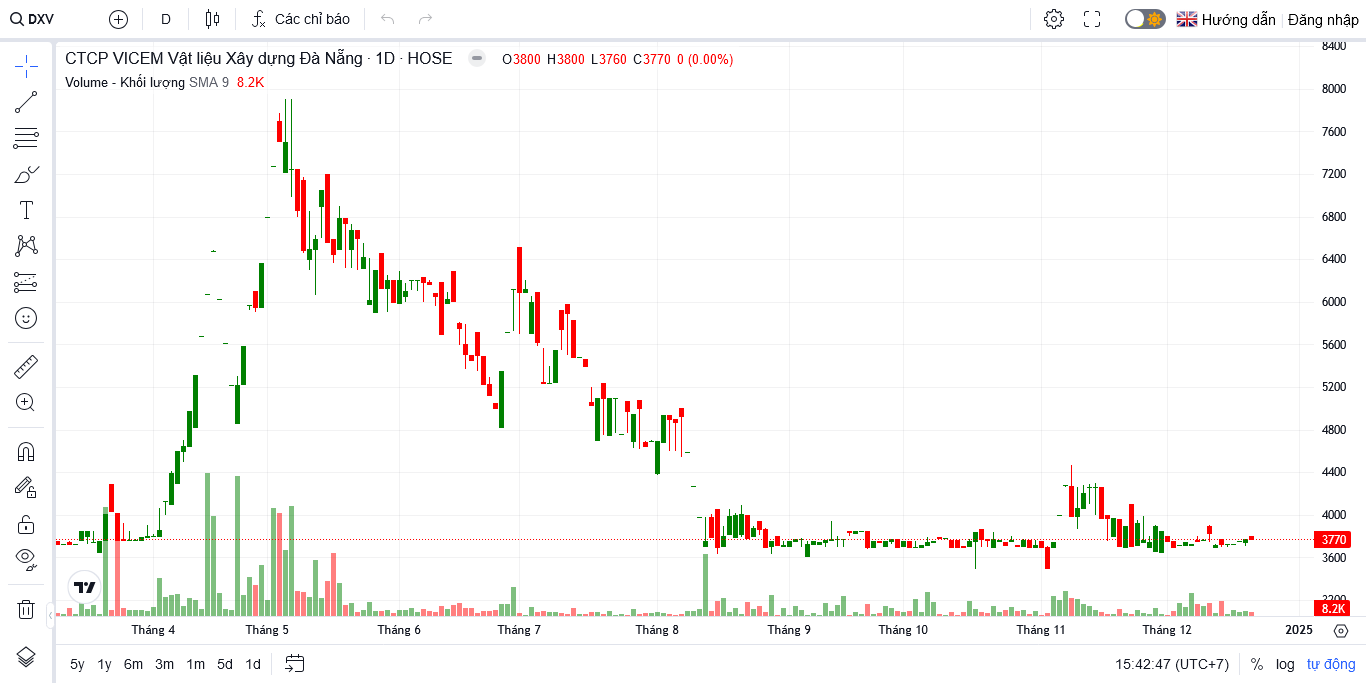 DXV
D
Các chỉ báo
Hướng dẫn
Đăng nhập
CTCP VICEM Vật liệu Xây dựng Đà Nẵng · 1D · HOSE
O3800 H3800 L3760 C3770 0 (0.00%)
Volume - Khối lượng SMA 9 8.2K
8400
8000
7600
7200
6800
6400
6000
5600
5200
4800
4400
4000
3770
3600
3200
8.2K
Tháng 4 Tháng 5 Tháng 6 Tháng 7 Tháng 8 Tháng 9 Tháng 10 Tháng 11 Tháng 12 2025
5y 1y 6m 3m 1m 5d 1d
15:42:47 (UTC+7) % log tự động